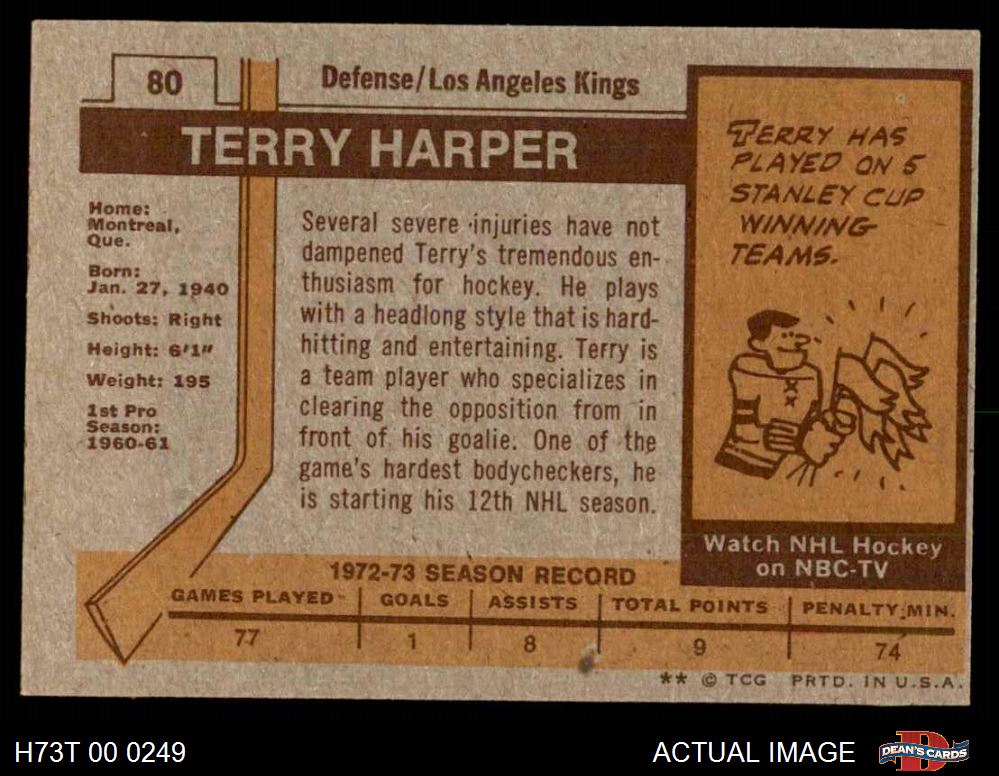 80
Defense/Los Angeles Kings
TERRY HARPER
Home:
Montreal,
Que.
Born:
Jan. 27, 1940
Shoots: Right
Height: 6'1"
Weight: 195
1st Pro
Season:
1960-61
Several severe injuries have not
dampened Terry's tremendous en-
thusiasm for hockey. He plays
with a headlong style that is hard-
hitting and entertaining. Terry is
a team player who specializes in
clearing the opposition from in
front of his goalie. One of the
game's hardest bodycheckers, he
is starting his 12th NHL season.
TERRY HAS
PLAYED ON 5
STANLEY CUP
WINNING
TEAMS.
Watch NHL Hockey
on NBC-TV
1972-73 SEASON RECORD
GAMES PLAYED GOALS ASSISTS TOTAL POINTS PENALTY MIN.
77 1 8 9 74
** © TCG PRTD. IN U.S.A.
H73T 00 0249
ACTUAL IMAGE
DEAN'S CARDS